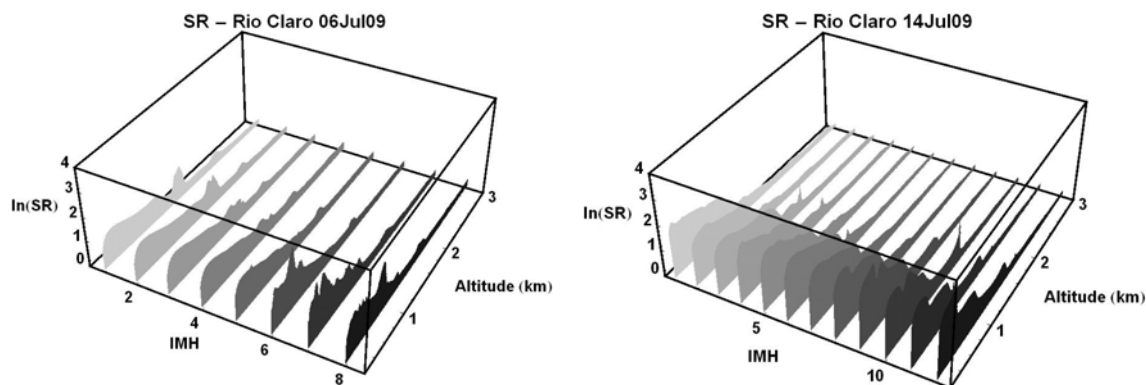 SR – Rio Claro 06Jul09
4
3
ln(SR) 2
1
0
2
4
IMH
6
8
1
Altitude (km)
2
3
SR – Rio Claro 14Jul09
4
3
ln(SR) 2
1
0
5
IMH
10
1
Altitude (km)
2
3